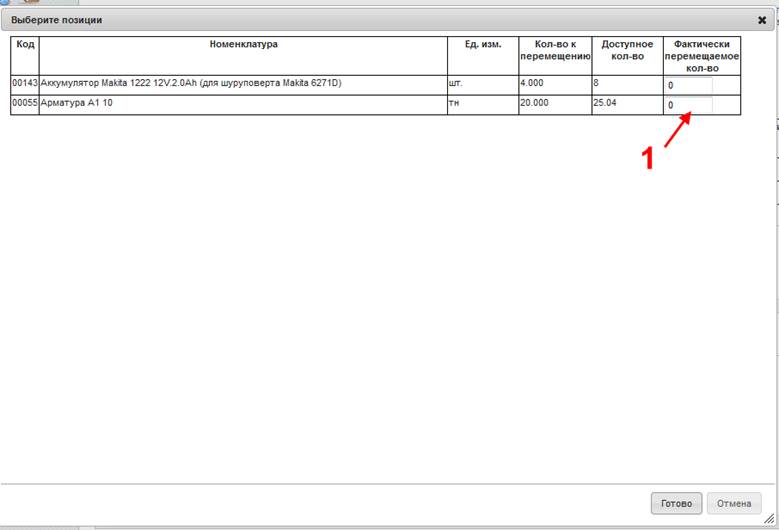 Выберите позиции
Код Номенклатура Ед. изм. Кол-во к перемещению Доступное кол-во Фактически перемещаемое кол-во
00143 Аккумулятор Makita 1222 12V.2.0Ah (для шуруповерта Makita 6271D) шт. 4.000 8 0
00055 Арматура А1 10 тн 20.000 25.04 0
1
Готово Отмена